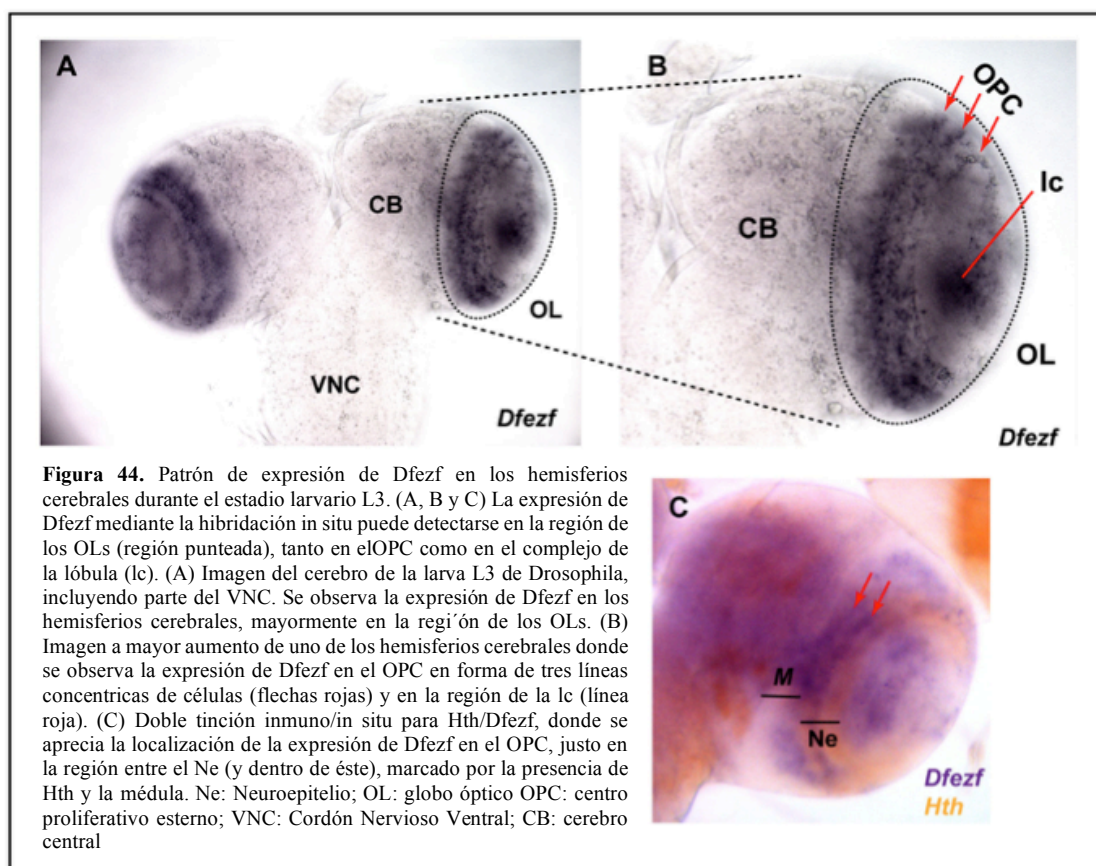 A
B
OPC
lc
CB
CB
OL
OL
VNC
Dfezf
Dfezf
Figura 44. Patrón de expresión de Dfezf en los hemisferios
cerebrales durante el estadio larvario L3. (A, B y C) La expresión de
Dfezf mediante la hibridación in situ puede detectarse en la región de
los OLs (región punteada), tanto en elOPC como en el complejo de
la lóbula (lc). (A) Imagen del cerebro de la larva L3 de Drosophila,
incluyendo parte del VNC. Se observa la expresión de Dfezf en los
hemisferios cerebrales, mayormente en la regi´ón de los OLs. (B)
Imagen a mayor aumento de uno de los hemisferios cerebrales donde
se observa la expresión de Dfezf en el OPC en forma de tres líneas
concentricas de células (flechas rojas) y en la región de la lc (línea
roja). (C) Doble tinción inmuno/in situ para Hth/Dfezf, donde se
aprecia la localización de la expresión de Dfezf en el OPC, justo en
la región entre el Ne (y dentro de éste), marcado por la presencia de
Hth y la médula. Ne: Neuroepitelio; OL: globo óptico OPC: centro
proliferativo esterno; VNC: Cordón Nervioso Ventral; CB: cerebro
central
C
M
Ne
Dfezf
Hth